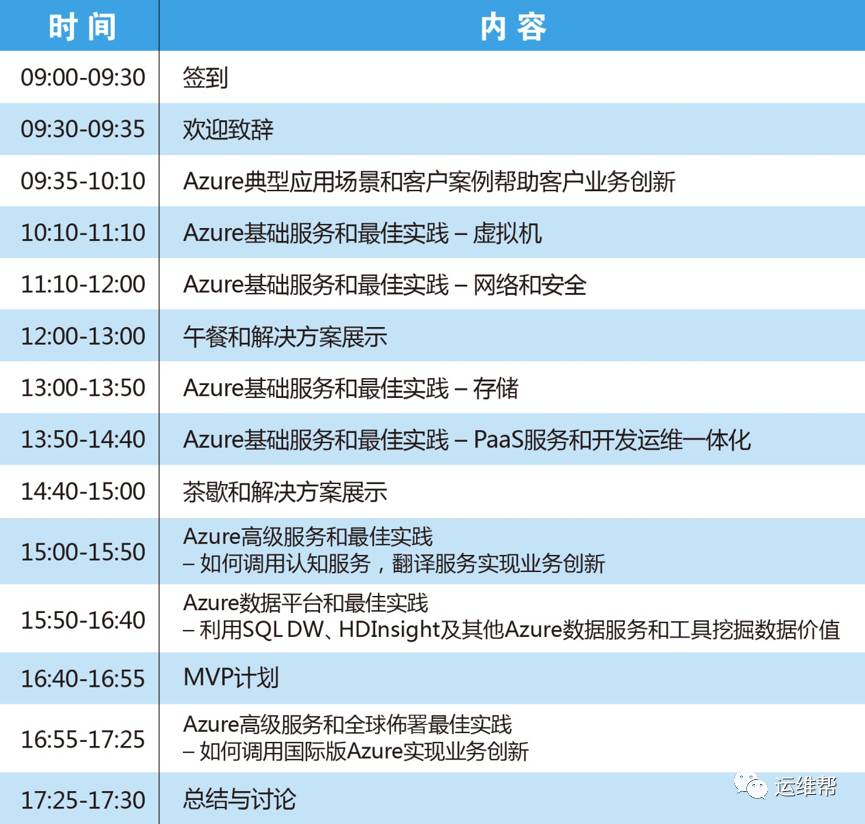 时间 内容
09:00-09:30 签到
09:30-09:35 欢迎致辞
09:35-10:10 Azure典型应用场景和客户案例帮助客户业务创新
10:10-11:10 Azure基础服务和最佳实践 – 虚拟机
11:10-12:00 Azure基础服务和最佳实践 – 网络和安全
12:00-13:00 午餐和解决方案展示
13:00-13:50 Azure基础服务和最佳实践 – 存储
13:50-14:40 Azure基础服务和最佳实践 – PaaS服务和开发运维一体化
14:40-15:00 茶歇和解决方案展示
15:00-15:50 Azure高级服务和最佳实践
– 如何调用认知服务，翻译服务实现业务创新
15:50-16:40 Azure数据平台和最佳实践
– 利用SQL DW、HDInsight及其他Azure数据服务和工具挖掘数据价值
16:40-16:55 MVP计划
16:55-17:25 Azure高级服务和全球佈署最佳实践
– 如何调用国际版Azure实现业务创新
17:25-17:30 总结与讨论
运维帮